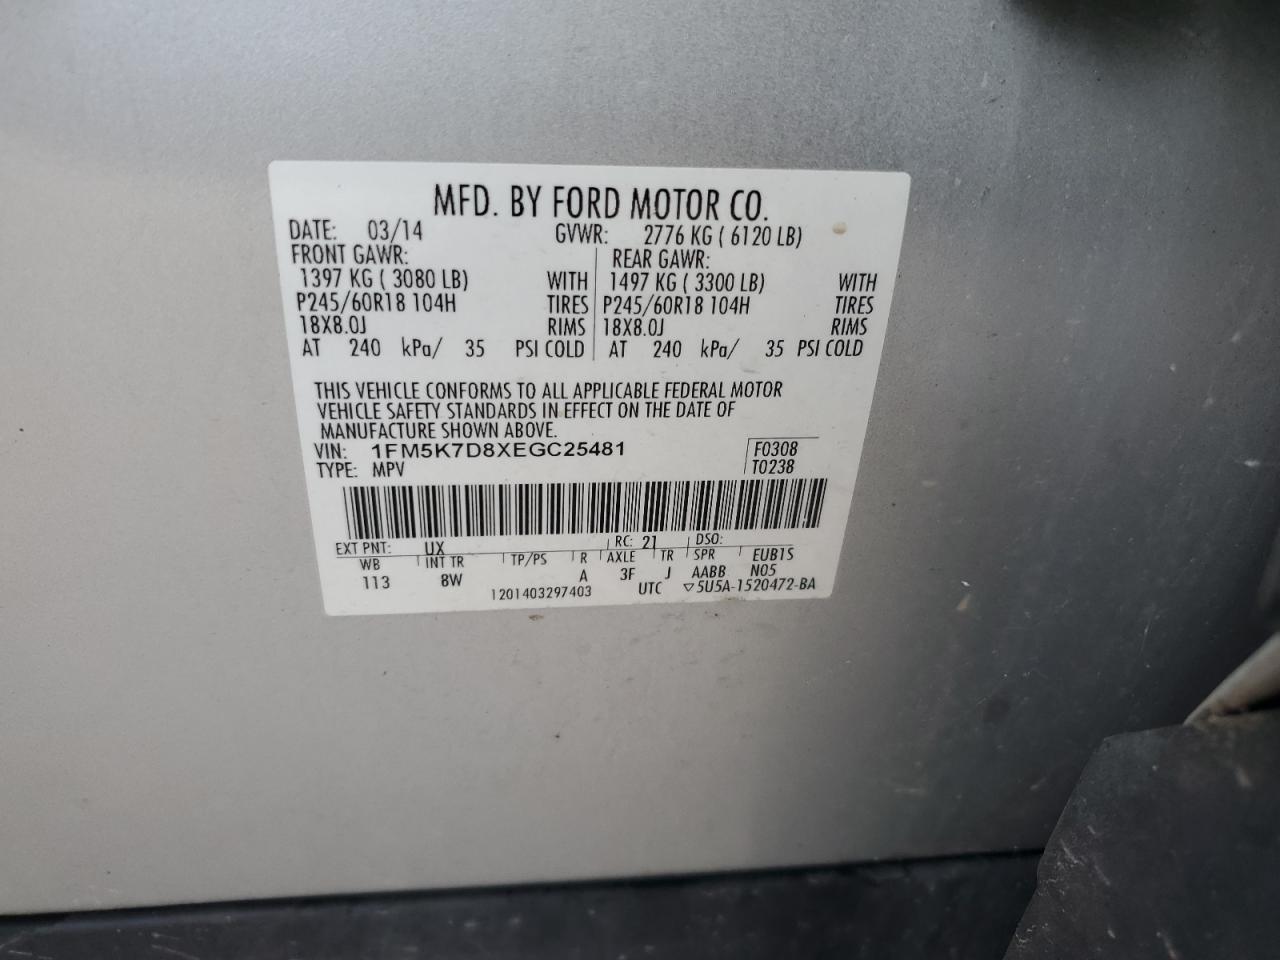 MFD. BY FORD MOTOR CO.
DATE: 03/14 GVWR: 2776 KG ( 6120 LB)
FRONT GAWR: REAR GAWR:
1397 KG ( 3080 LB) WITH 1497 KG ( 3300 LB) WITH
P245/60R18 104H TIRES P245/60R18 104H TIRES
18X8.0J RIMS 18X8.0J RIMS
AT 240 kPa/ 35 PSI COLD AT 240 kPa/ 35 PSI COLD
THIS VEHICLE CONFORMS TO ALL APPLICABLE FEDERAL MOTOR
VEHICLE SAFETY STANDARDS IN EFFECT ON THE DATE OF
MANUFACTURE SHOWN ABOVE.
VIN: 1FM5K7D8XEGC25481 F0308
TYPE: MPV T0238
EXT PNT: UX RC: 21 DSO:
WB INT TR TP/PS R AXLE TR SPR EUB1S
113 8W A 3F J AABB N05
1201403297403 UTC ▽5U5A-1520472-BA